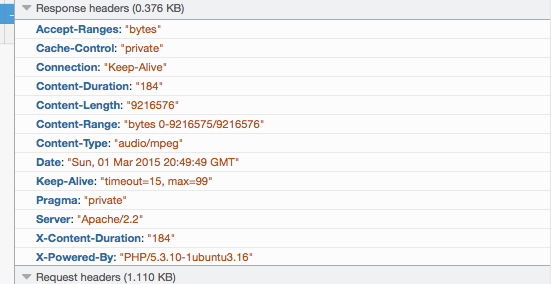 Response headers (0.376 KB)
Accept-Ranges: "bytes"
Cache-Control: "private"
Connection: "Keep-Alive"
Content-Duration: "184"
Content-Length: "9216576"
Content-Range: "bytes 0-9216575/9216576"
Content-Type: "audio/mpeg"
Date: "Sun, 01 Mar 2015 20:49:49 GMT"
Keep-Alive: "timeout=15, max=99"
Pragma: "private"
Server: "Apache/2.2"
X-Content-Duration: "184"
X-Powered-By: "PHP/5.3.10-1ubuntu3.16"
Request headers (1.110 KB)